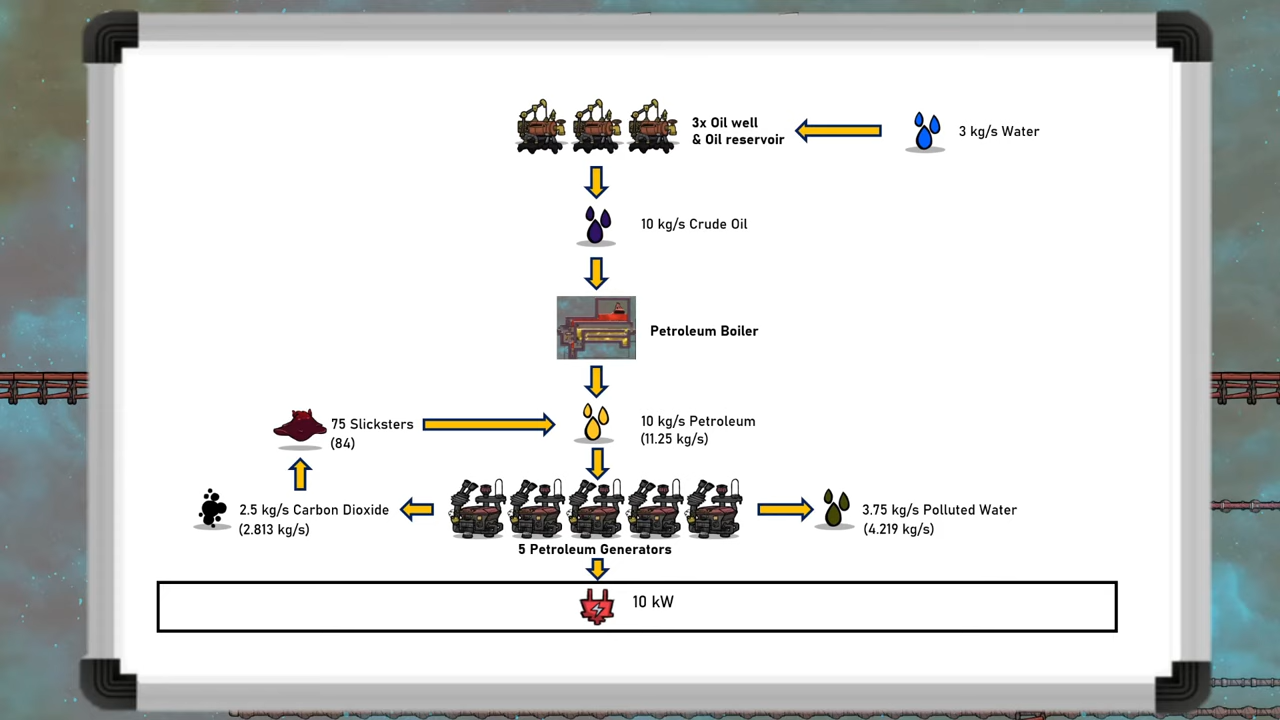 3x Oil well
& Oil reservoir
3 kg/s Water
10 kg/s Crude Oil
Petroleum Boiler
75 Slicksters
(84)
10 kg/s Petroleum
(11.25 kg/s)
2.5 kg/s Carbon Dioxide
(2.813 kg/s)
3.75 kg/s Polluted Water
(4.219 kg/s)
5 Petroleum Generators
10 kW